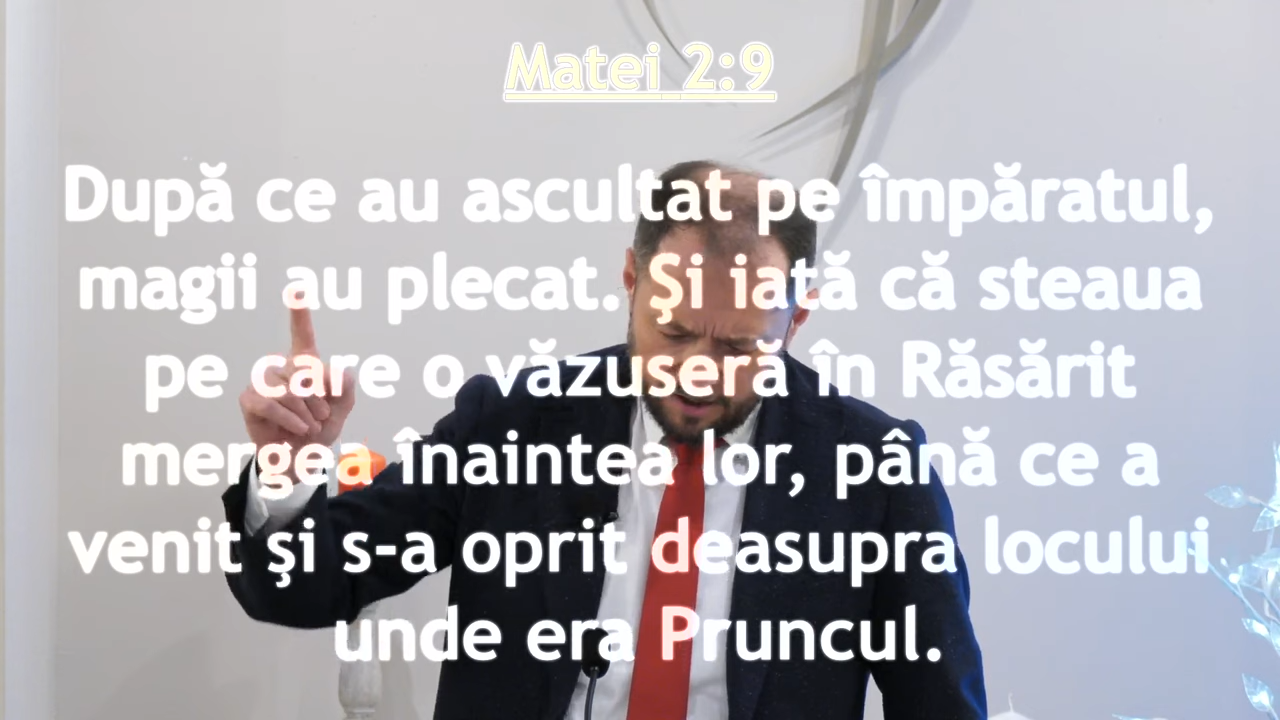 Matei 2:9
După ce au ascultat pe împăratul,
magii au plecat. Şi iată că steaua
pe care o văzuseră în Răsărit
mergea înaintea lor, până ce a
venit şi s-a oprit deasupra locului
unde era Pruncul.